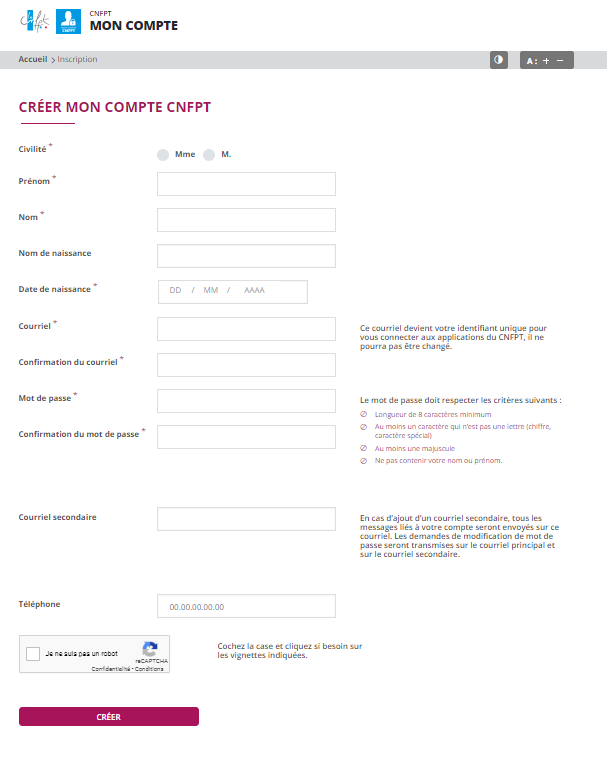 Cnfpt
CNFPT
CNFPT
MON COMPTE
Accueil > Inscription
A : + −
CRÉER MON COMPTE CNFPT
Civilité *
Mme M.
Prénom *
Nom *
Nom de naissance
Date de naissance *
DD / MM / AAAA
Courriel *
Ce courriel devient votre identifiant unique pour
vous connecter aux applications du CNFPT, il ne
pourra pas être changé.
Confirmation du courriel *
Mot de passe *
Le mot de passe doit respecter les critères suivants :
Longueur de 8 caractères minimum
Au moins un caractère qui n'est pas une lettre (chiffre,
caractère spécial)
Au moins une majuscule
Ne pas contenir votre nom ou prénom.
Confirmation du mot de passe *
Courriel secondaire
En cas d'ajout d'un courriel secondaire, tous les
messages liés à votre compte seront envoyés sur ce
courriel. Les demandes de modification de mot de
passe seront transmises sur le courriel principal et
sur le courriel secondaire.
Téléphone
00.00.00.00.00
Je ne suis pas un robot
reCAPTCHA
Confidentialité • Conditions
Cochez la case et cliquez si besoin sur
les vignettes indiquées.
CRÉER